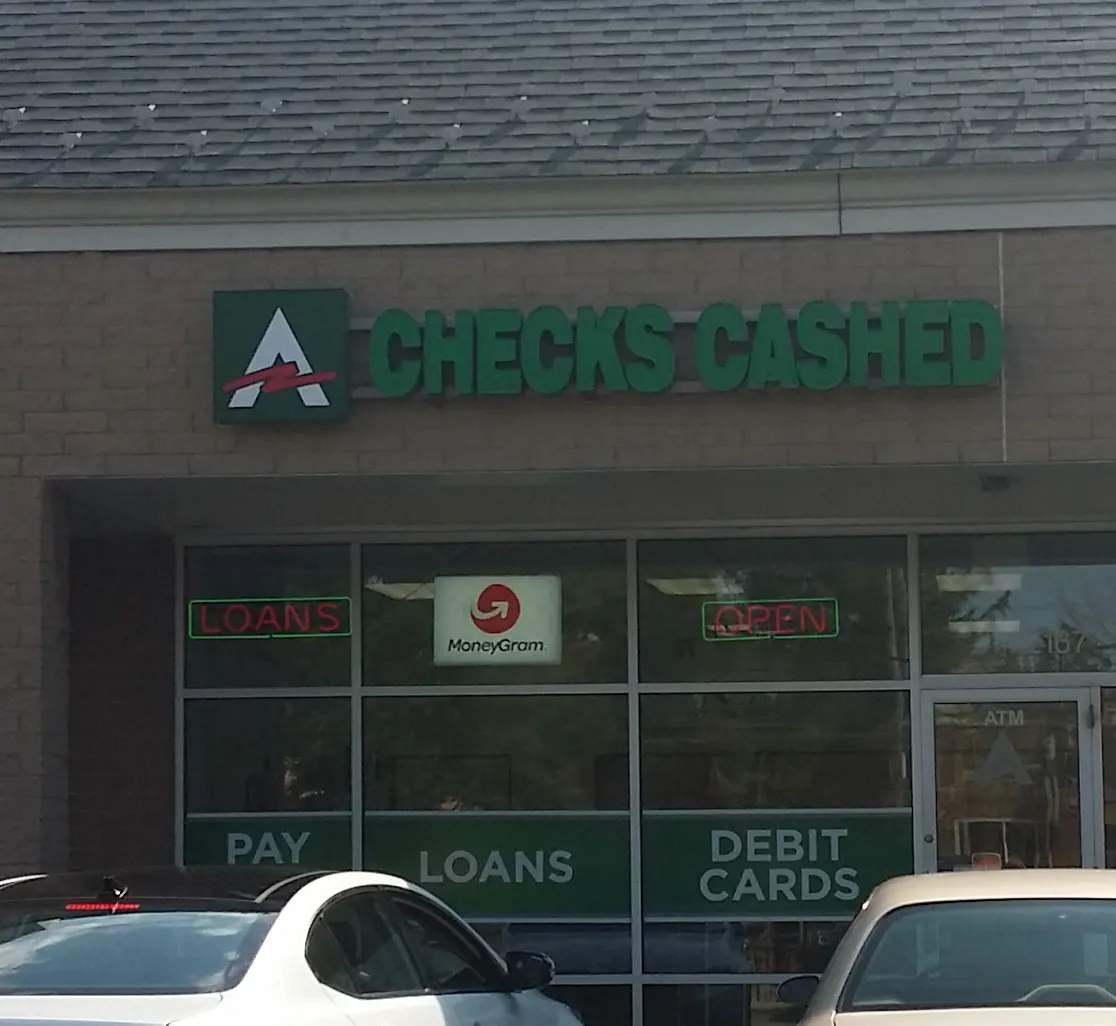 A CHECKS CASHED
LOANS
MoneyGram
OPEN
167
ATM
PAY
LOANS
DEBIT
CARDS